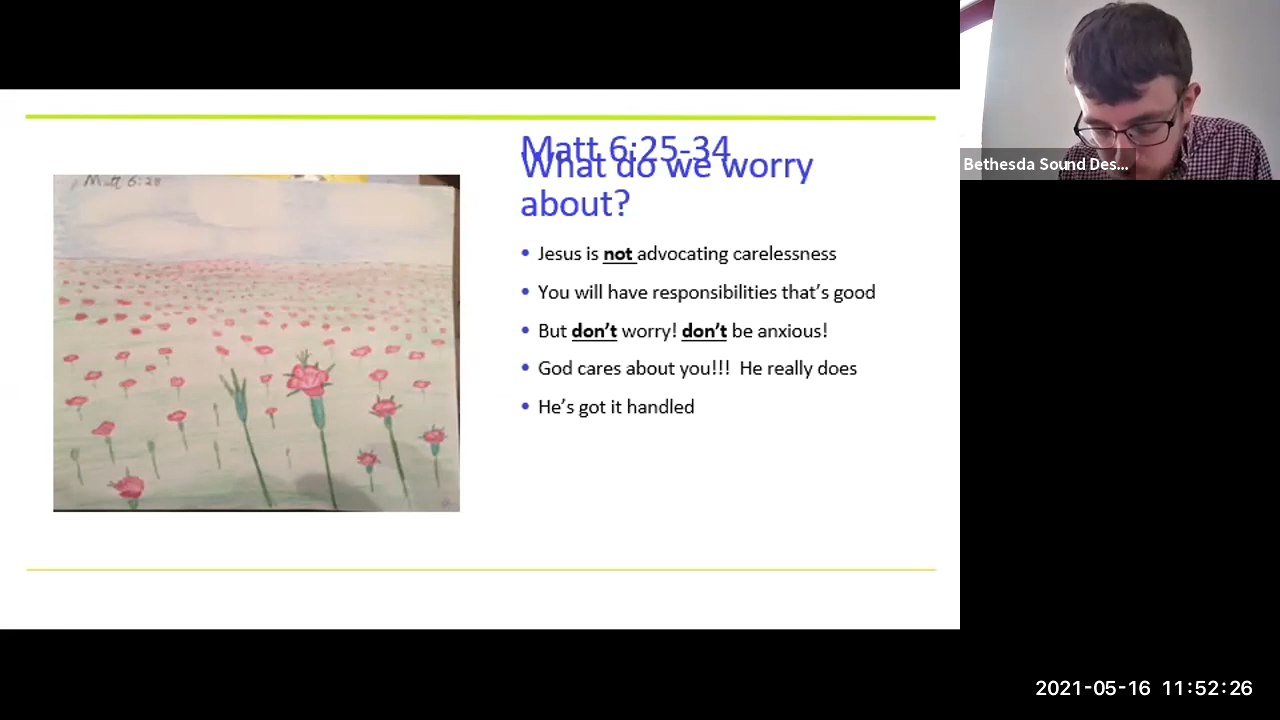 Matt 6:28
Matt 6:25-34
What do we worry
about?
• Jesus is not advocating carelessness
• You will have responsibilities that’s good
• But don’t worry! don’t be anxious!
• God cares about you!!!  He really does
• He’s got it handled
Bethesda Sound Des...
2021-05-16 11:52:26